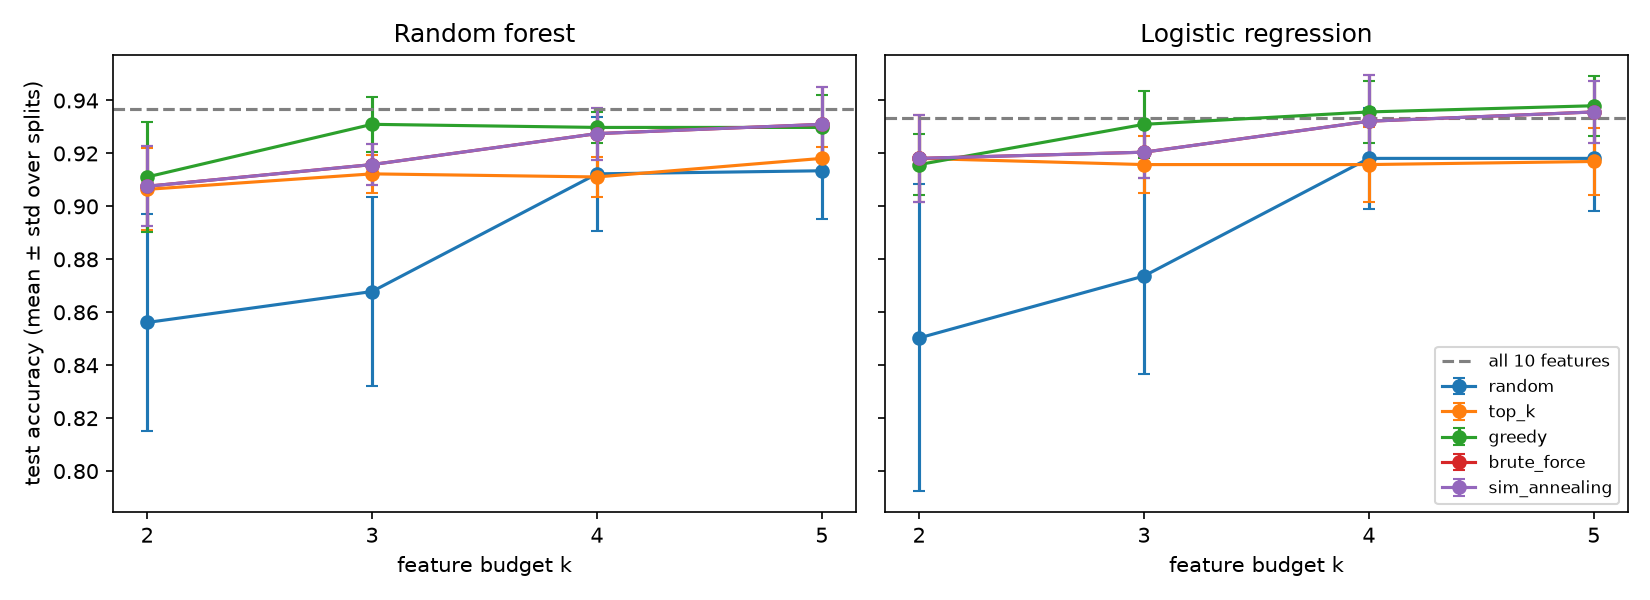 Random forest
Logistic regression
test accuracy (mean ± std over splits)
0.94
0.92
0.90
0.88
0.86
0.84
0.82
0.80
2
3
4
5
feature budget k
2
3
4
5
feature budget k
all 10 features
random
top_k
greedy
brute_force
sim_annealing